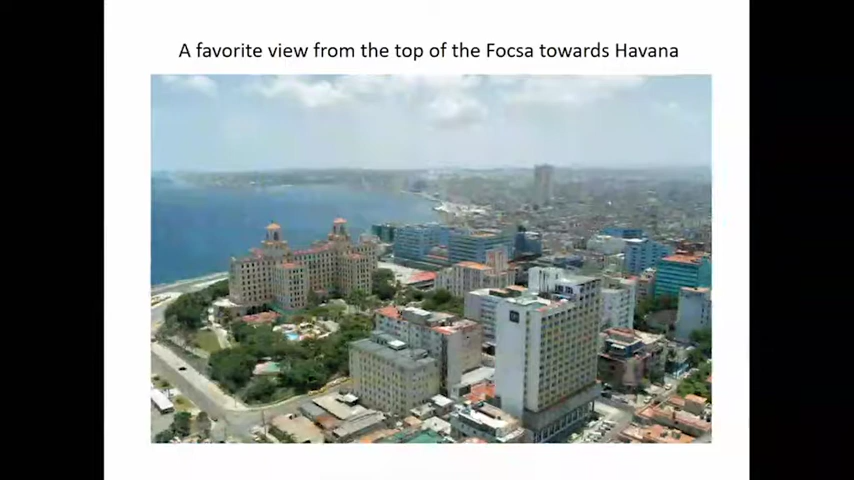 A favorite view from the top of the Focsa towards Havana